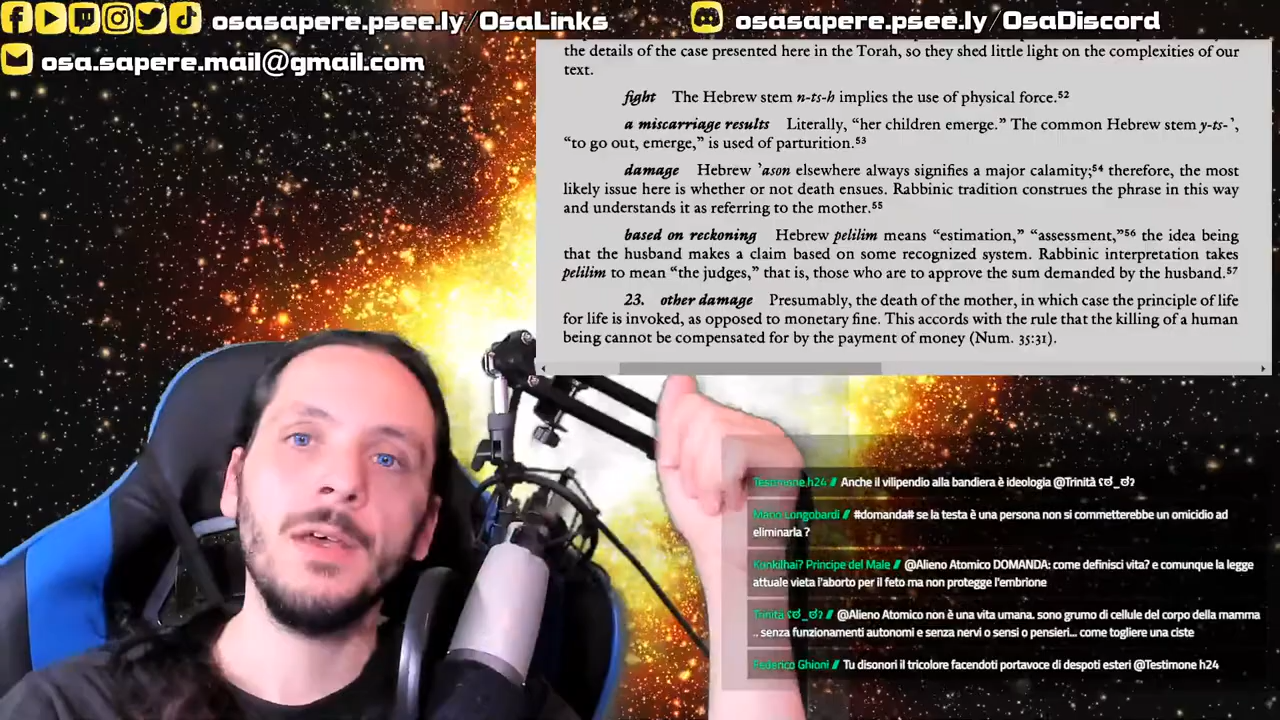 osasapere.psee.ly/OsaLinks
osasapere.psee.ly/OsaDiscord
osa.sapere.mail@gmail.com
the details of the case presented here in the Torah, so they shed little light on the complexities of our
text.
fight The Hebrew stem n-ts-h implies the use of physical force.⁵²
a miscarriage results Literally, “her children emerge.” The common Hebrew stem y-ts-’,
“to go out, emerge,” is used of parturition.⁵³
damage Hebrew ’ason elsewhere always signifies a major calamity;⁵⁴ therefore, the most
likely issue here is whether or not death ensues. Rabbinic tradition construes the phrase in this way
and understands it as referring to the mother.⁵⁵
based on reckoning Hebrew pelilim means “estimation,” “assessment,”⁵⁶ the idea being
that the husband makes a claim based on some recognized system. Rabbinic interpretation takes
pelilim to mean “the judges,” that is, those who are to approve the sum demanded by the husband.⁵⁷
23. other damage Presumably, the death of the mother, in which case the principle of life
for life is invoked, as opposed to monetary fine. This accords with the rule that the killing of a human
being cannot be compensated for by the payment of money (Num. 35:31).
Testimone h24 // Anche il vilipendio alla bandiera è ideologia @Trinità ʕಠ_ಠʔ
Mario Longobardi // #domanda# se la testa è una persona non si commetterebbe un omicidio ad
eliminarla ?
Kunkilhai? Principe del Male // @Alieno Atomico DOMANDA: come definisci vita? e comunque la legge
attuale vieta l'aborto per il feto ma non protegge l'embrione
Trinità ʕಠ_ಠʔ // @Alieno Atomico non è una vita umana. sono grumo di cellule del corpo della mamma
.. senza funzionamenti autonomi e senza nervi o sensi o pensieri... come togliere una ciste
Federico Ghioni // Tu disonori il tricolore facendoti portavoce di despoti esteri @Testimone h24